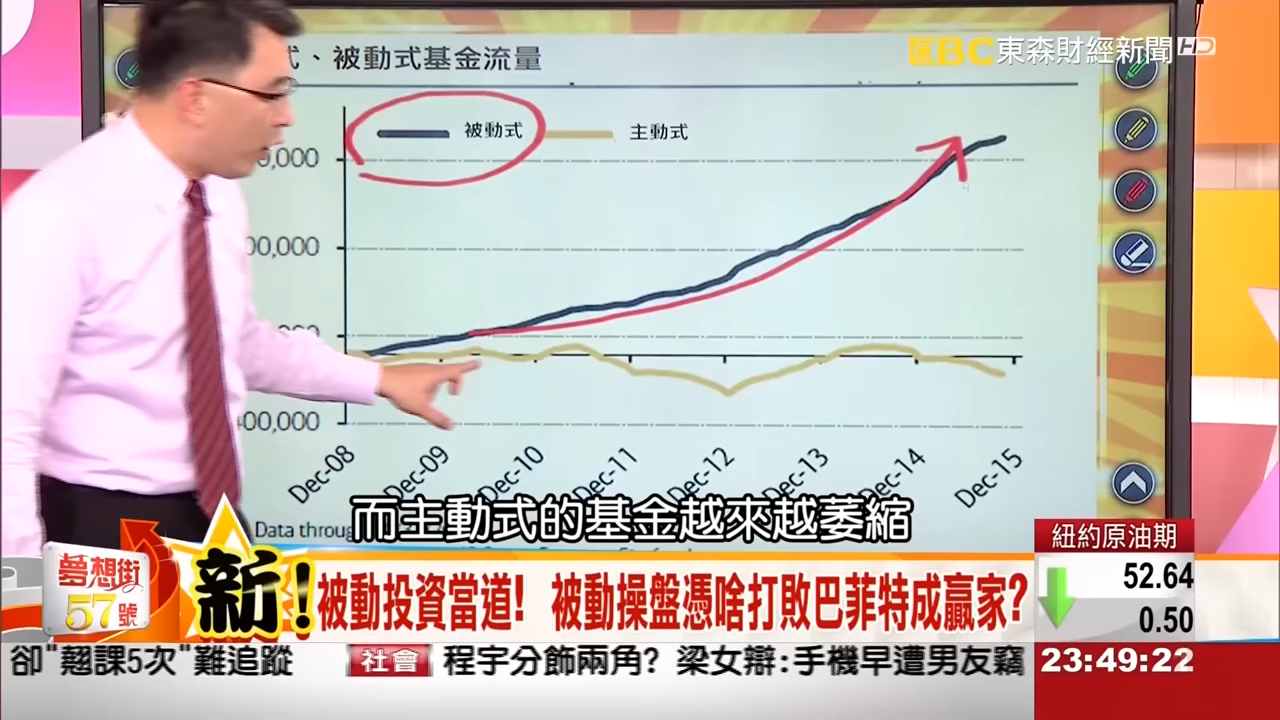 式、被動式基金流量
EBC東森財經新聞HD
被動式
主動式
00,000
Dec-08
Dec-09
Dec-10
Dec-11
Dec-12
Dec-13
Dec-14
Dec-15
Data throug
而主動式的基金越來越萎縮
夢想街
57號
新!
被動投資當道! 被動操盤憑啥打敗巴菲特成贏家?
紐約原油期
52.64
0.50
卻"翹課5次"難追蹤
社會
程宇分飾兩角? 梁女辯:手機早遭男友竊
23:49:22